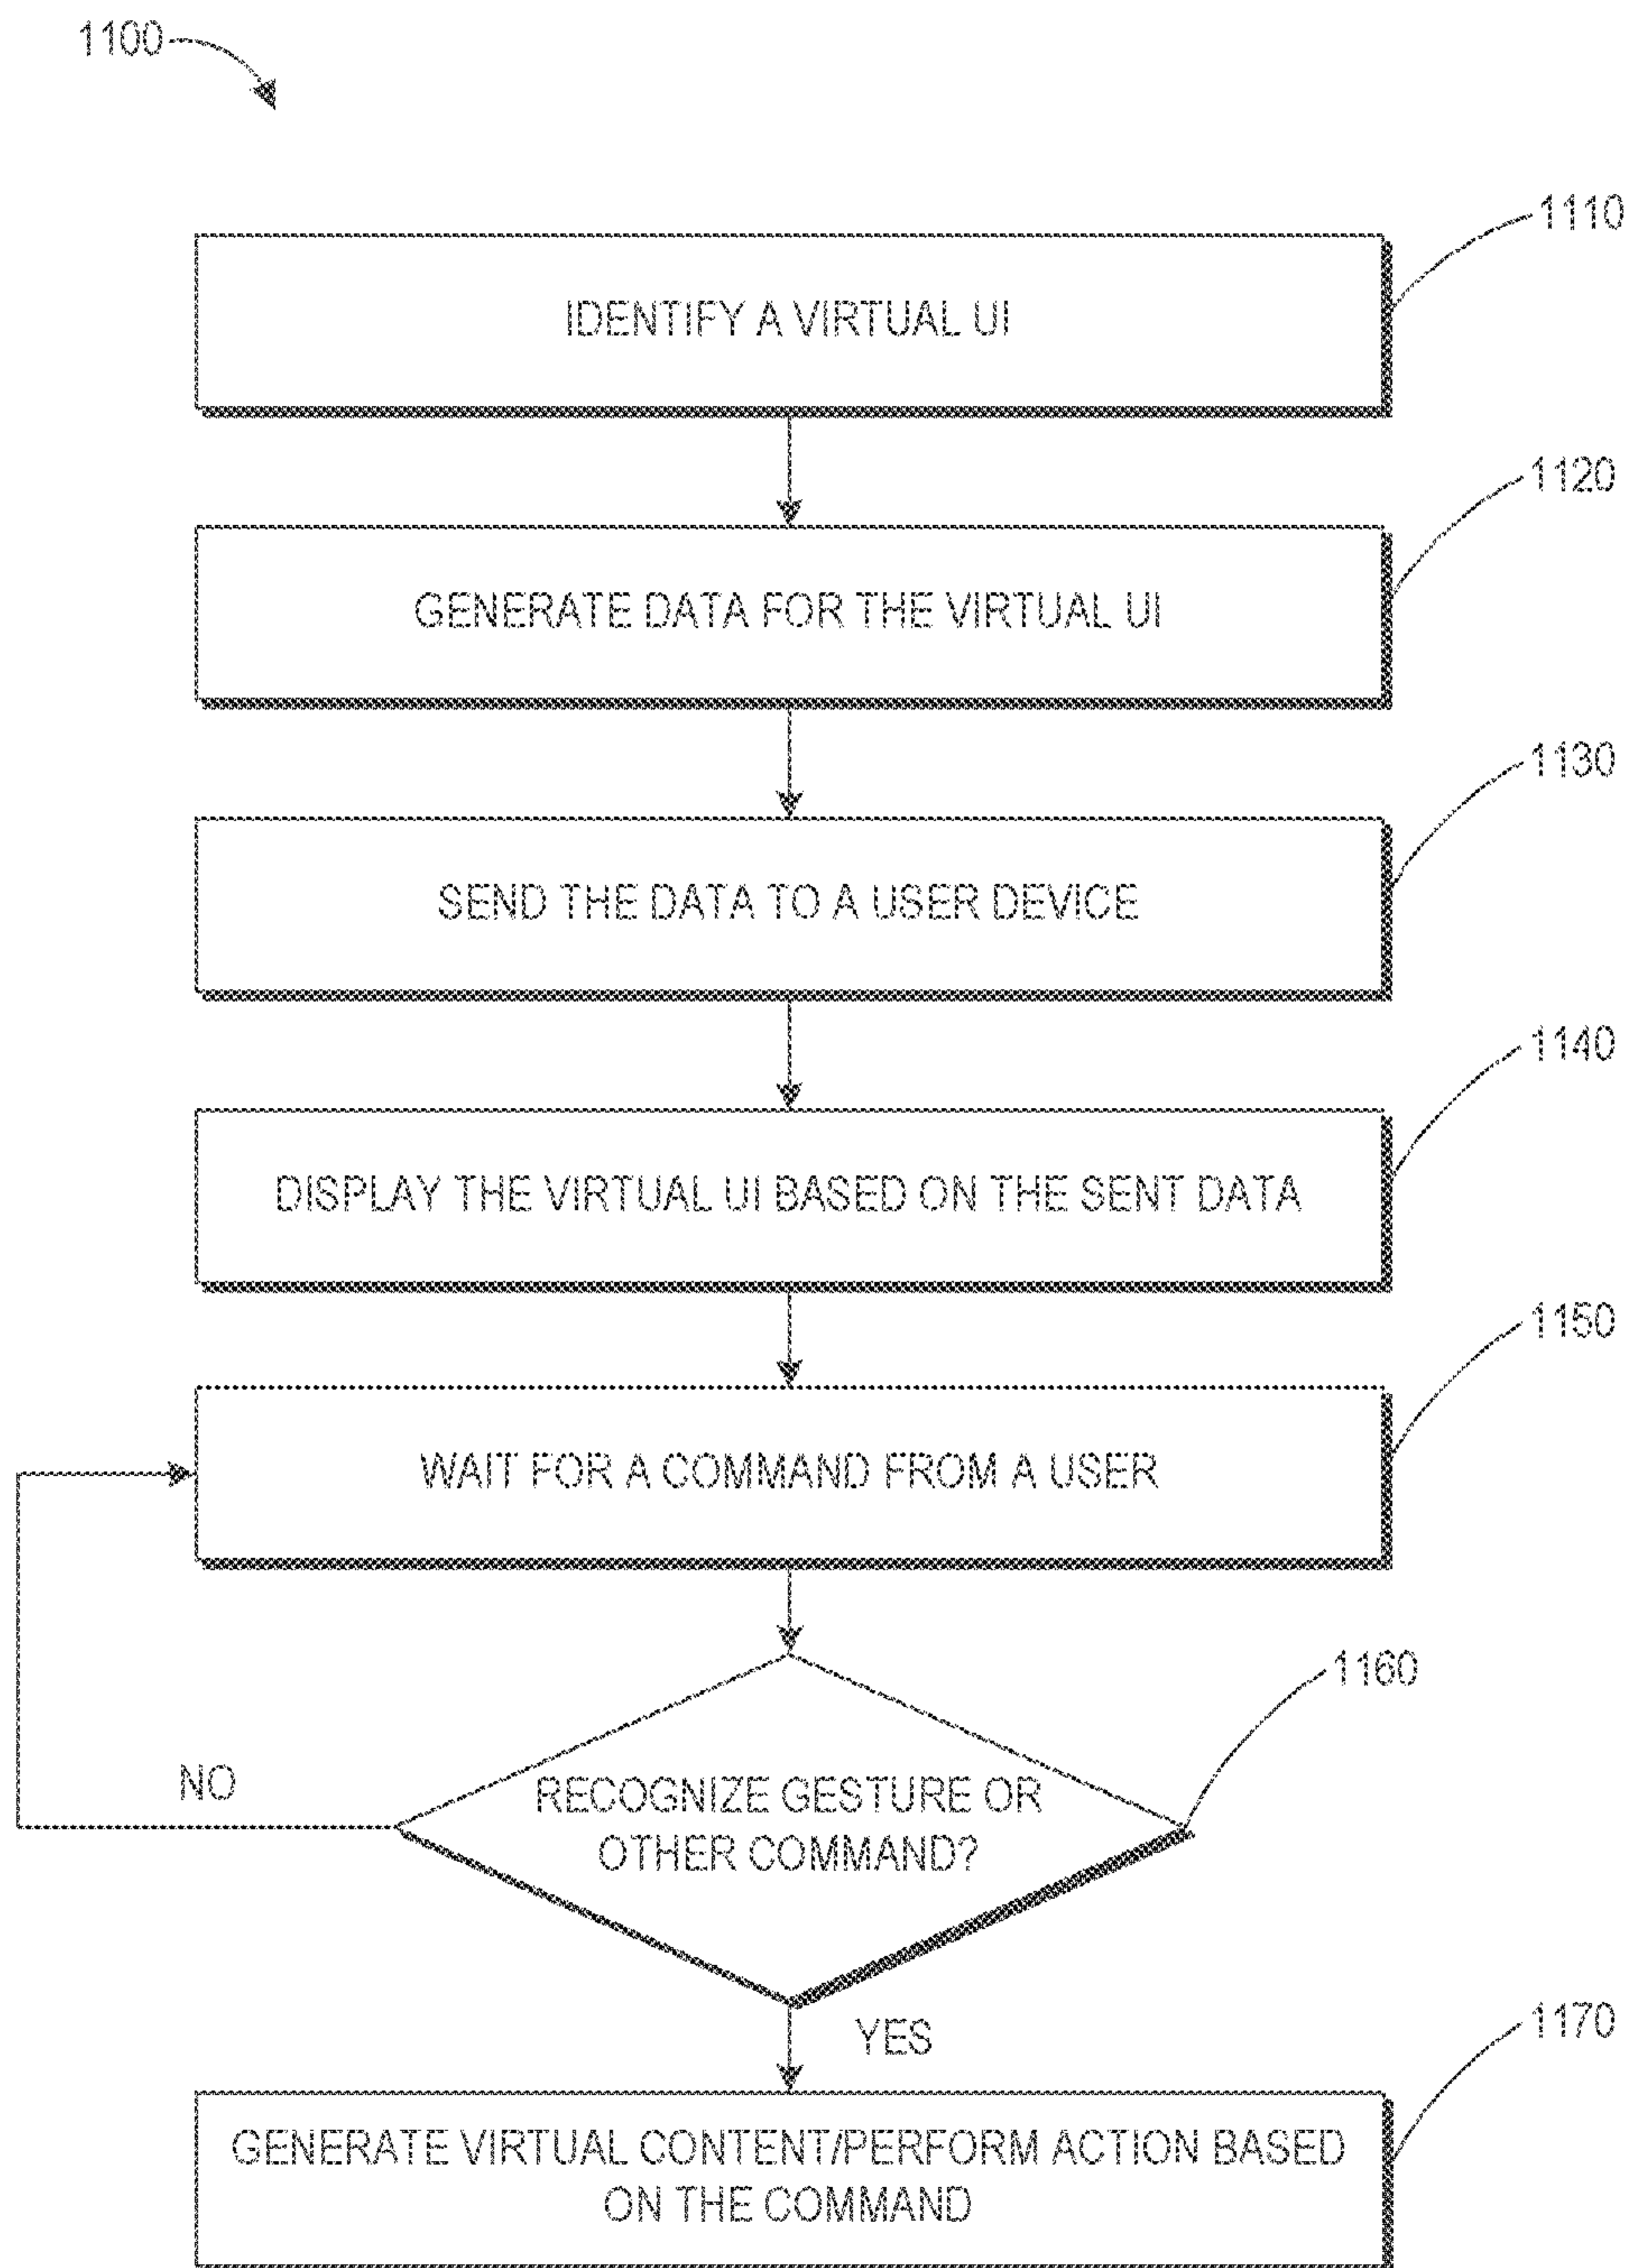 1100
1110
IDENTIFY A VIRTUAL UI
1120
GENERATE DATA FOR THE VIRTUAL UI
1130
SEND THE DATA TO A USER DEVICE
1140
DISPLAY THE VIRTUAL UI BASED ON THE SENT DATA
1150
WAIT FOR A COMMAND FROM A USER
1160
NO
RECOGNIZE GESTURE OR
OTHER COMMAND?
YES
1170
GENERATE VIRTUAL CONTENT/PERFORM ACTION BASED
ON THE COMMAND